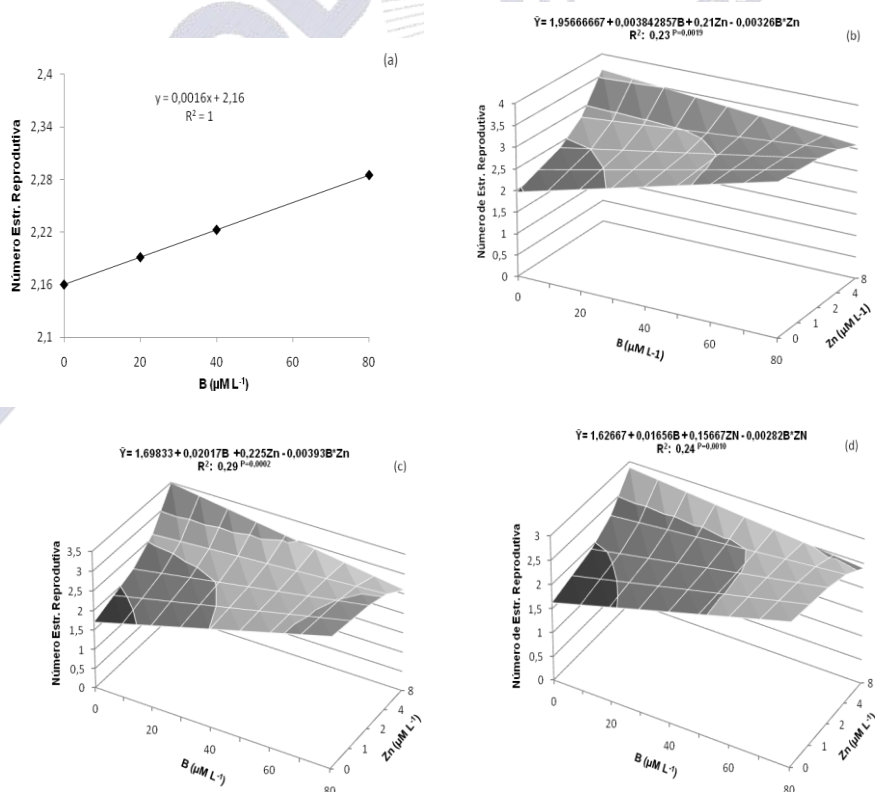 (a)
2,4
2,34
2,28
2,22
2,16
2,1
0
20
40
60
80
y = 0,0016x + 2,16
R² = 1
Número Estr. Reprodutiva
B (µM L⁻¹)
Ŷ= 1,95666667 + 0,003842857B + 0,21Zn - 0,00326B*Zn
R²: 0,23 ᴾ⁼⁰,⁰⁰¹⁹
(b)
4
3,5
3
2,5
2
1,5
1
0,5
0
Número de Estr. Reprodutiva
0
20
40
60
80
B (µM L-1)
0
1
2
4
8
Zn (µM L-1)
Ŷ= 1,69833 + 0,02017B +0,225Zn - 0,00393B*Zn
R²: 0,29 ᴾ⁼⁰,⁰⁰⁰²
(c)
3,5
3
2,5
2
1,5
1
0,5
0
Número Estr. Reprodutiva
0
20
40
60
80
B (µM L⁻¹)
0
1
2
4
8
Zn (µM L⁻¹)
Ŷ= 1,62667 + 0,01656B + 0,15667ZN - 0,00282B*ZN
R²: 0,24 ᴾ⁼⁰,⁰⁰¹⁰
(d)
3
2,5
2
1,5
1
0,5
0
Número de Estr. Reprodutiva
0
20
40
60
80
B (µM L⁻¹)
0
1
2
4
8
Zn (µM L⁻¹)